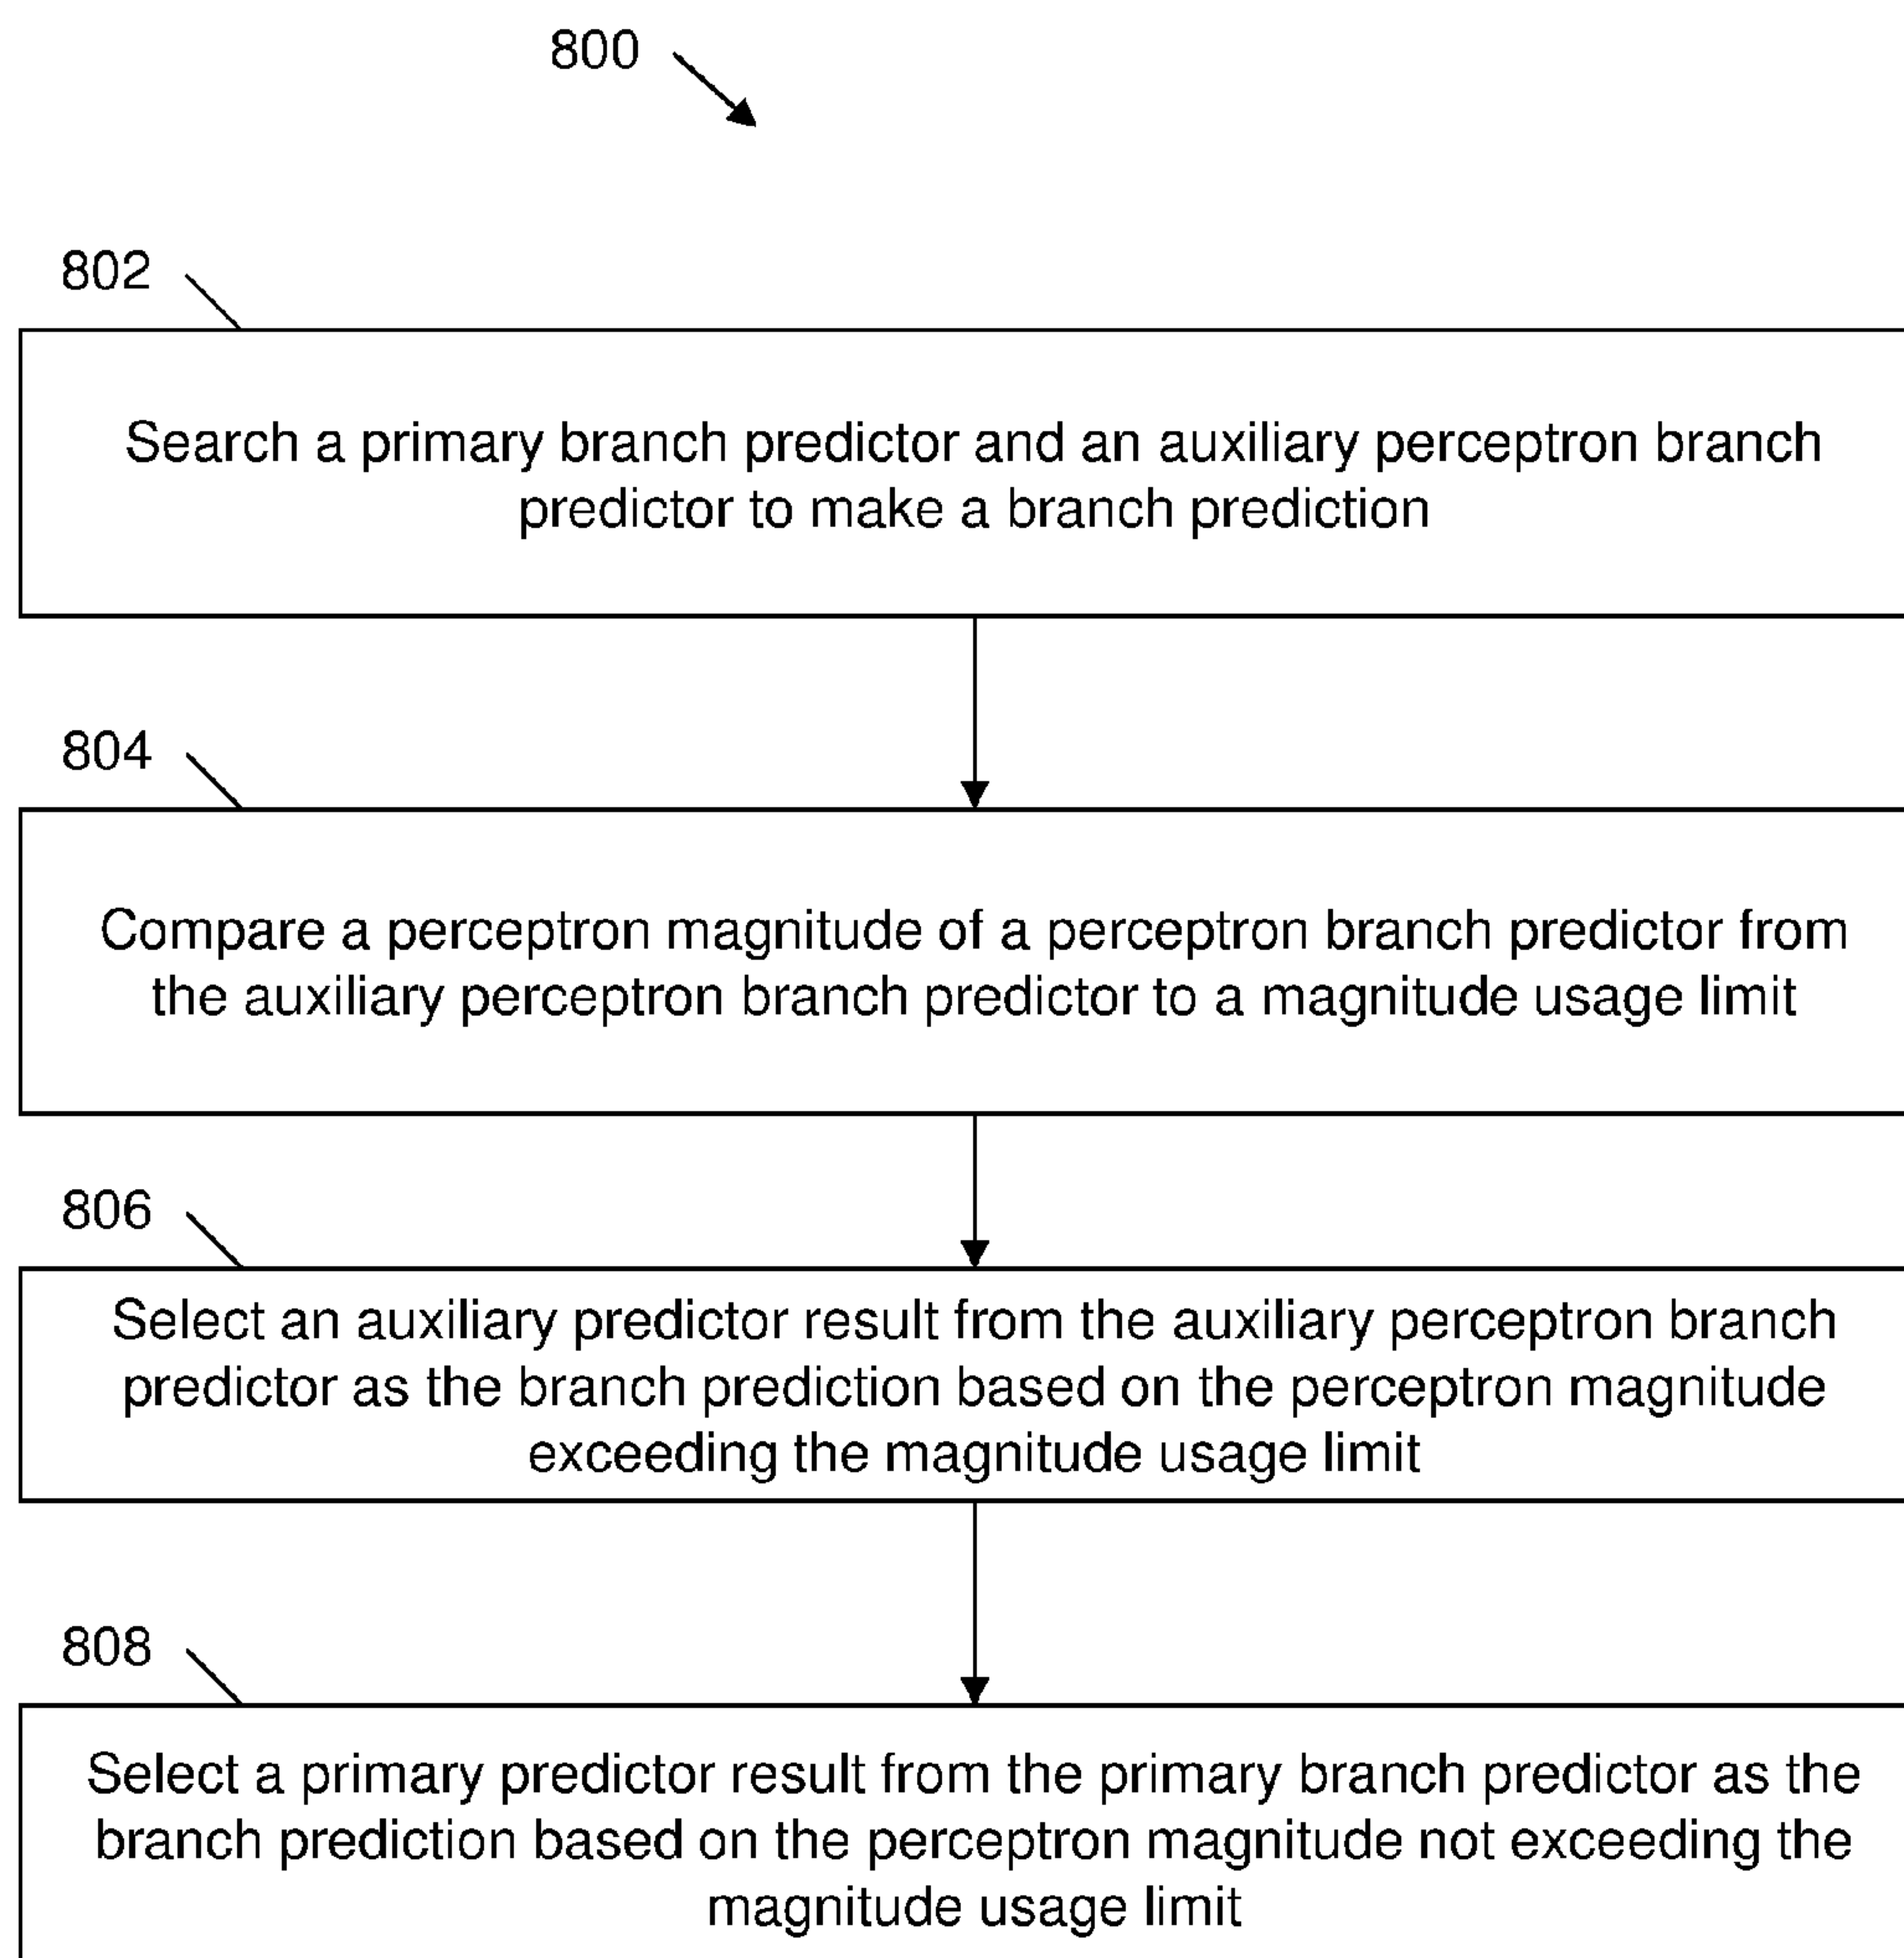 800
802
Search a primary branch predictor and an auxiliary perceptron branch
predictor to make a branch prediction
804
Compare a perceptron magnitude of a perceptron branch predictor from
the auxiliary perceptron branch predictor to a magnitude usage limit
806
Select an auxiliary predictor result from the auxiliary perceptron branch
predictor as the branch prediction based on the perceptron magnitude
exceeding the magnitude usage limit
808
Select a primary predictor result from the primary branch predictor as the
branch prediction based on the perceptron magnitude not exceeding the
magnitude usage limit